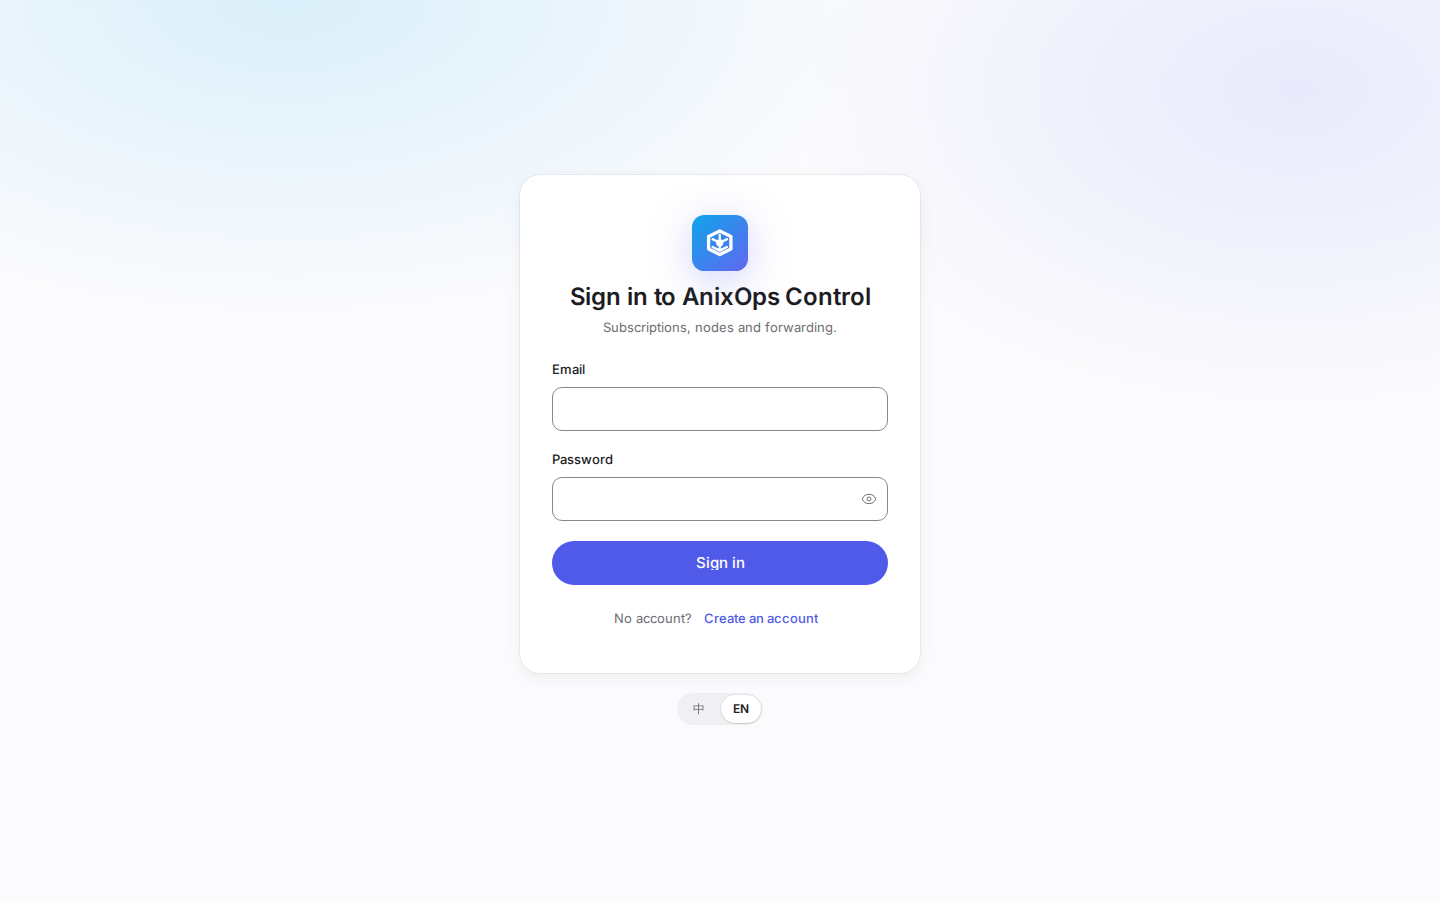 Sign in to AnixOps Control
Subscriptions, nodes and forwarding.
Email
Password
Sign in
No account? Create an account
中 EN